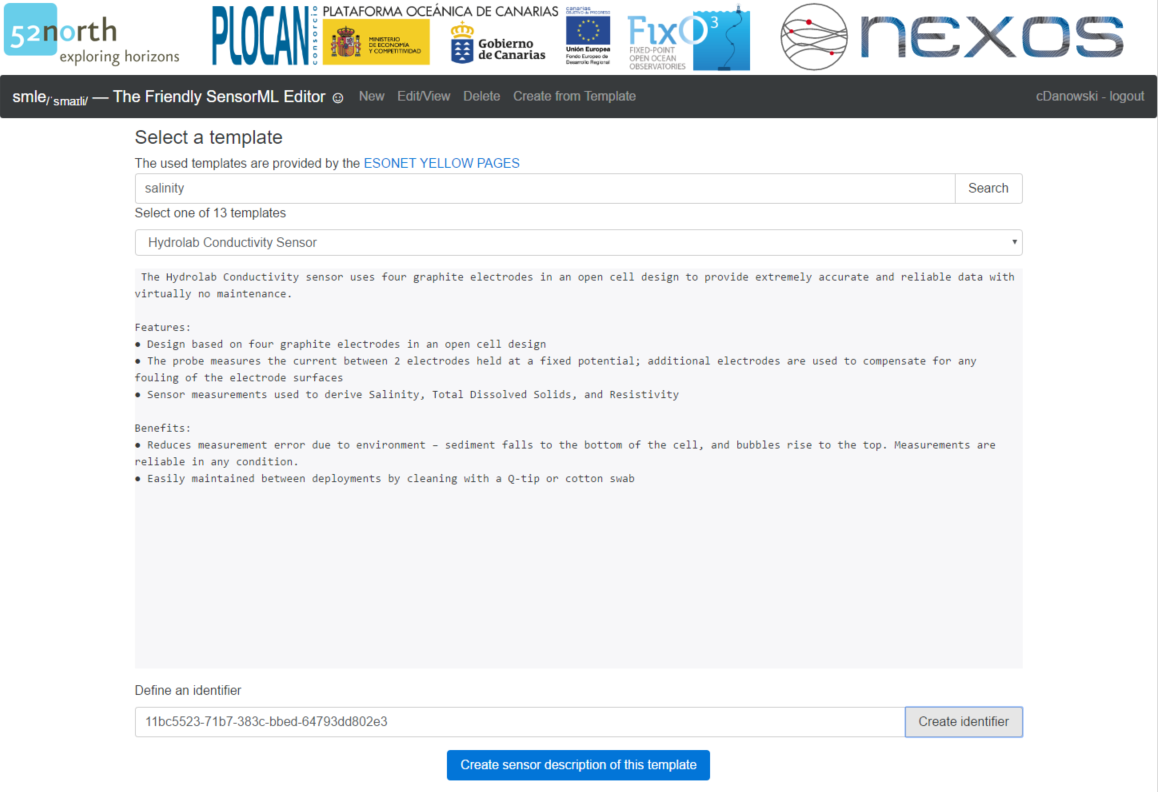 52north
exploring horizons
PLOCAN
consorcio
PLATAFORMA OCEÁNICA DE CANARIAS
MINISTERIO
DE ECONOMÍA
Y COMPETITIVIDAD
Gobierno
de Canarias
canarias
Unión Europea
Fondo Europeo de
Desarrollo Regional
FixO3
FIXED-POINT
OPEN OCEAN
OBSERVATORIES
nexos
smle/ˈsmaɪli/ — The Friendly SensorML Editor ☺ New Edit/View Delete Create from Template cDanowski - logout
Select a template
The used templates are provided by the ESONET YELLOW PAGES
salinity Search
Select one of 13 templates
Hydrolab Conductivity Sensor
The Hydrolab Conductivity sensor uses four graphite electrodes in an open cell design to provide extremely accurate and reliable data with
virtually no maintenance.
Features:
● Design based on four graphite electrodes in an open cell design
● The probe measures the current between 2 electrodes held at a fixed potential; additional electrodes are used to compensate for any
fouling of the electrode surfaces
● Sensor measurements used to derive Salinity, Total Dissolved Solids, and Resistivity
Benefits:
● Reduces measurement error due to environment – sediment falls to the bottom of the cell, and bubbles rise to the top. Measurements are
reliable in any condition.
● Easily maintained between deployments by cleaning with a Q-tip or cotton swab
Define an identifier
11bc5523-71b7-383c-bbed-64793dd802e3 Create identifier
Create sensor description of this template